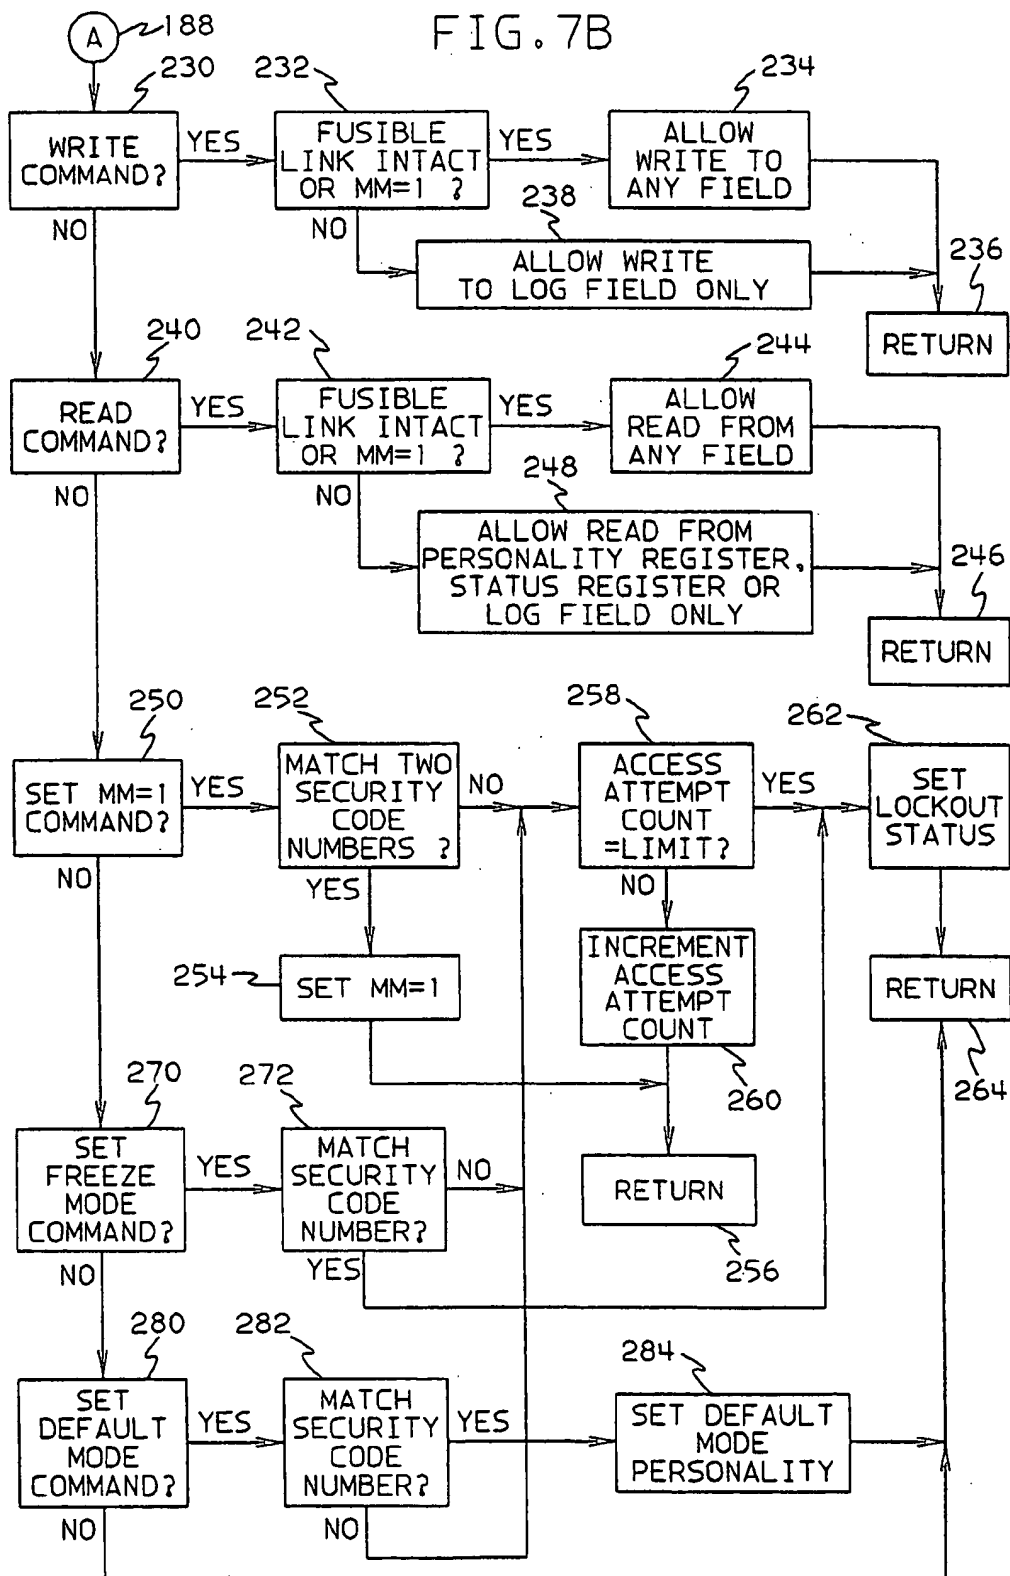 A
188
FIG. 7B
230
232
234
WRITE
COMMAND?
YES
FUSIBLE
LINK INTACT
OR MM=1 ?
YES
ALLOW
WRITE TO
ANY FIELD
NO
NO
238
ALLOW WRITE
TO LOG FIELD ONLY
236
RETURN
240
242
244
READ
COMMAND?
YES
FUSIBLE
LINK INTACT
OR MM=1 ?
YES
ALLOW
READ FROM
ANY FIELD
NO
NO
248
ALLOW READ FROM
PERSONALITY REGISTER,
STATUS REGISTER OR
LOG FIELD ONLY
246
RETURN
250
252
258
262
SET MM=1
COMMAND?
YES
MATCH TWO
SECURITY
CODE
NUMBERS ?
NO
ACCESS
ATTEMPT
COUNT
=LIMIT?
YES
SET
LOCKOUT
STATUS
NO
YES
NO
254
SET MM=1
INCREMENT
ACCESS
ATTEMPT
COUNT
RETURN
260
264
270
272
SET
FREEZE
MODE
COMMAND?
YES
MATCH
SECURITY
CODE
NUMBER?
NO
RETURN
256
NO
YES
280
282
284
SET
DEFAULT
MODE
COMMAND?
YES
MATCH
SECURITY
CODE
NUMBER?
YES
SET DEFAULT
MODE
PERSONALITY
NO
NO